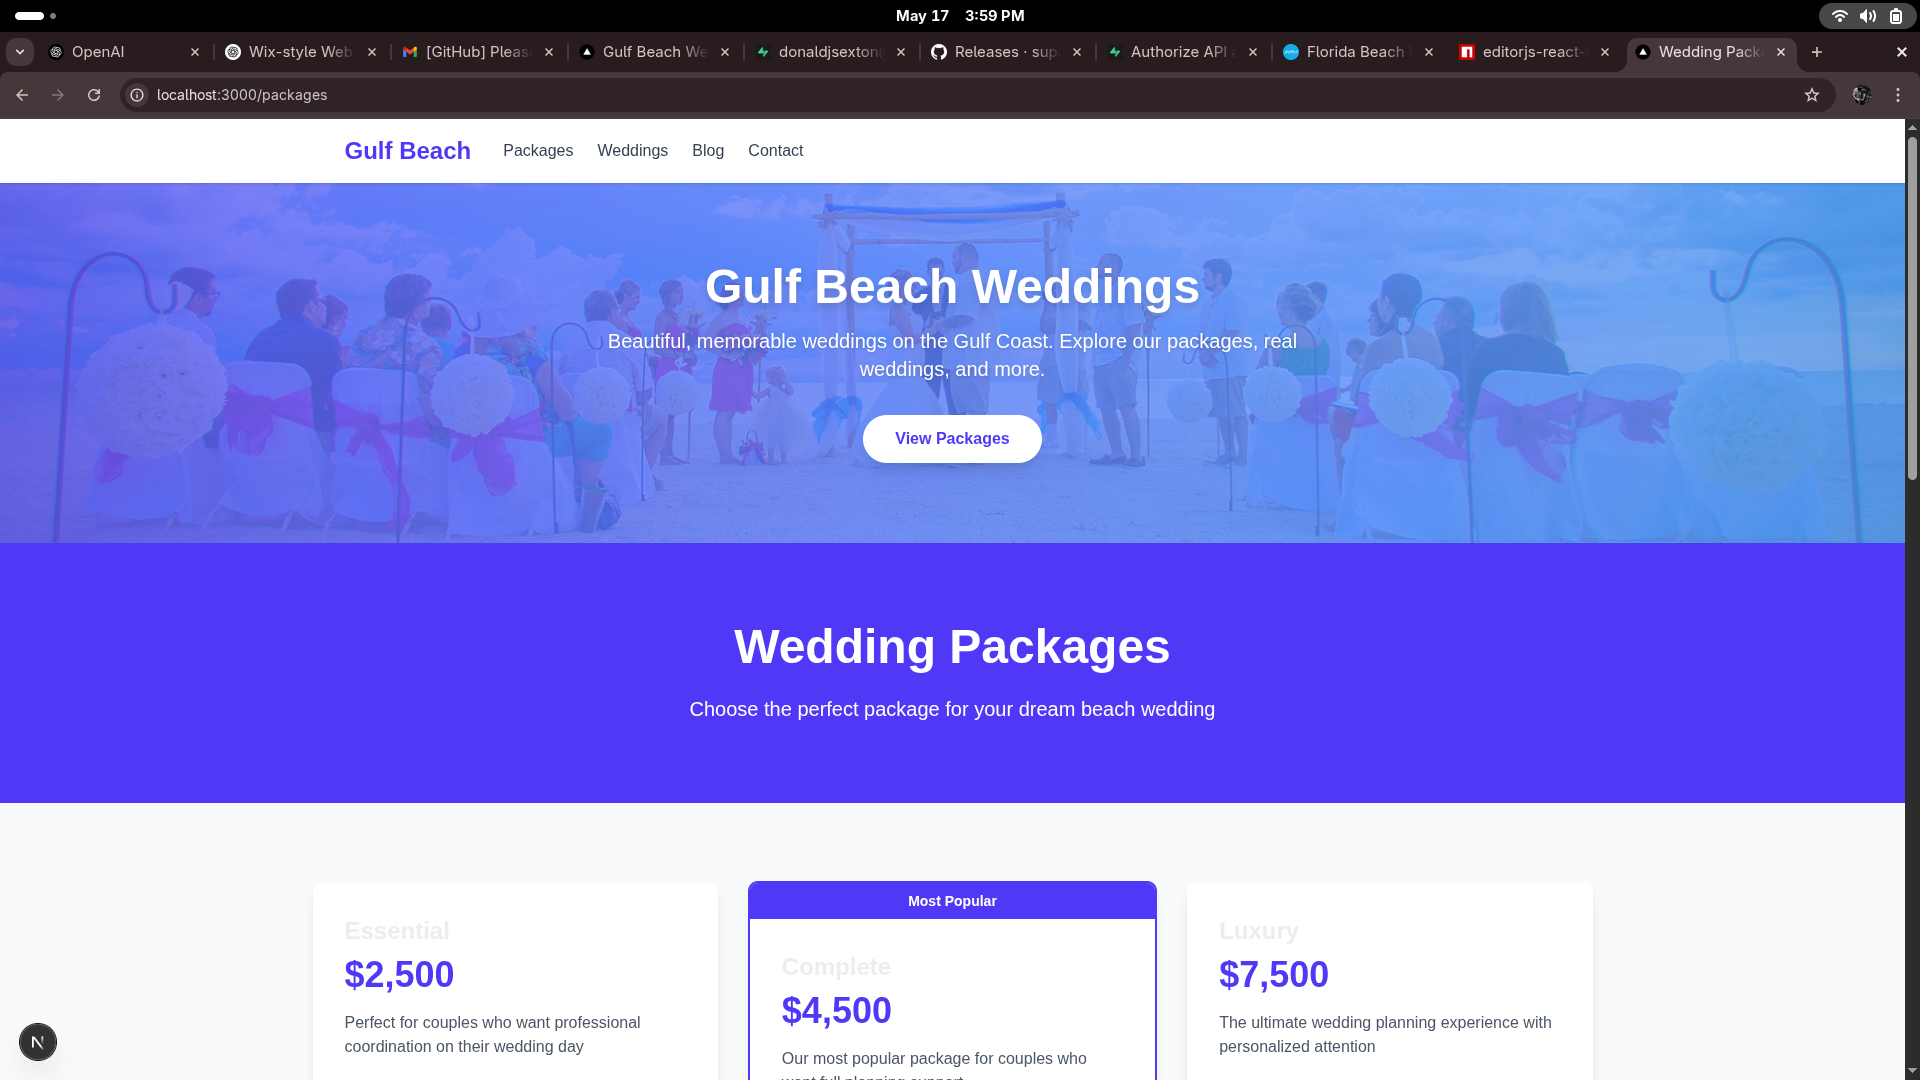 May 17 3:59 PM
OpenAI
Wix-style Web
[GitHub] Pleas
Gulf Beach We
donaldjsexton
Releases · sup
Authorize API
Florida Beach
editorjs-react-
Wedding Pack
localhost:3000/packages
Gulf Beach Packages Weddings Blog Contact
Gulf Beach Weddings
Beautiful, memorable weddings on the Gulf Coast. Explore our packages, real
weddings, and more.
View Packages
Wedding Packages
Choose the perfect package for your dream beach wedding
Essential
$2,500
Perfect for couples who want professional
coordination on their wedding day
Most Popular
Complete
$4,500
Our most popular package for couples who
want full planning support
Luxury
$7,500
The ultimate wedding planning experience with
personalized attention
N